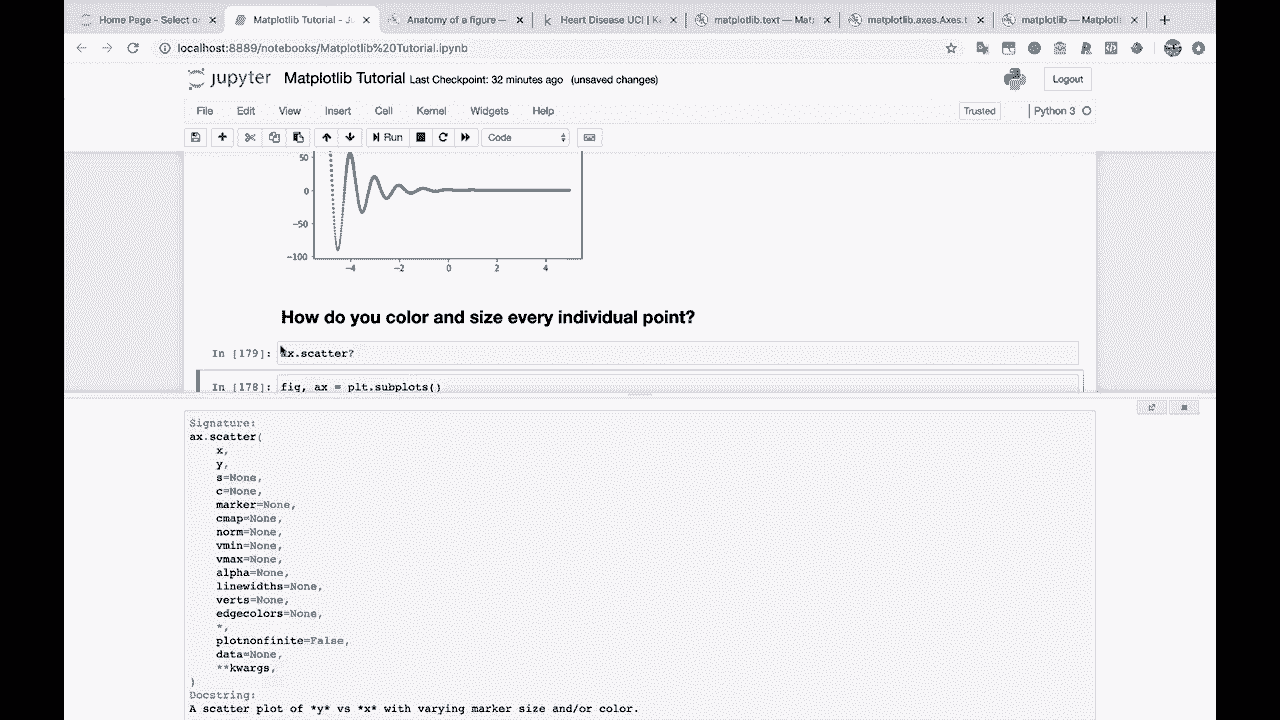 Home Page - Select o
Matplotlib Tutorial - J
Anatomy of a figure —
Heart Disease UCI | K
matplotlib.text — Mat
matplotlib.axes.Axes.t
matplotlib — Matplotli
localhost:8889/notebooks/Matplotlib%20Tutorial.ipynb
jupyter Matplotlib Tutorial Last Checkpoint: 32 minutes ago (unsaved changes)
Logout
File Edit View Insert Cell Kernel Widgets Help
Trusted
Python 3
Run
Code
50
0
−50
−100
−4 −2 0 2 4
How do you color and size every individual point?
In [179]: ax.scatter?
In [178]: fig, ax = plt.subplots()
Signature:
ax.scatter(
x,
y,
s=None,
c=None,
marker=None,
cmap=None,
norm=None,
vmin=None,
vmax=None,
alpha=None,
linewidths=None,
verts=None,
edgecolors=None,
*,
plotnonfinite=False,
data=None,
**kwargs,
)
Docstring:
A scatter plot of *y* vs *x* with varying marker size and/or color.